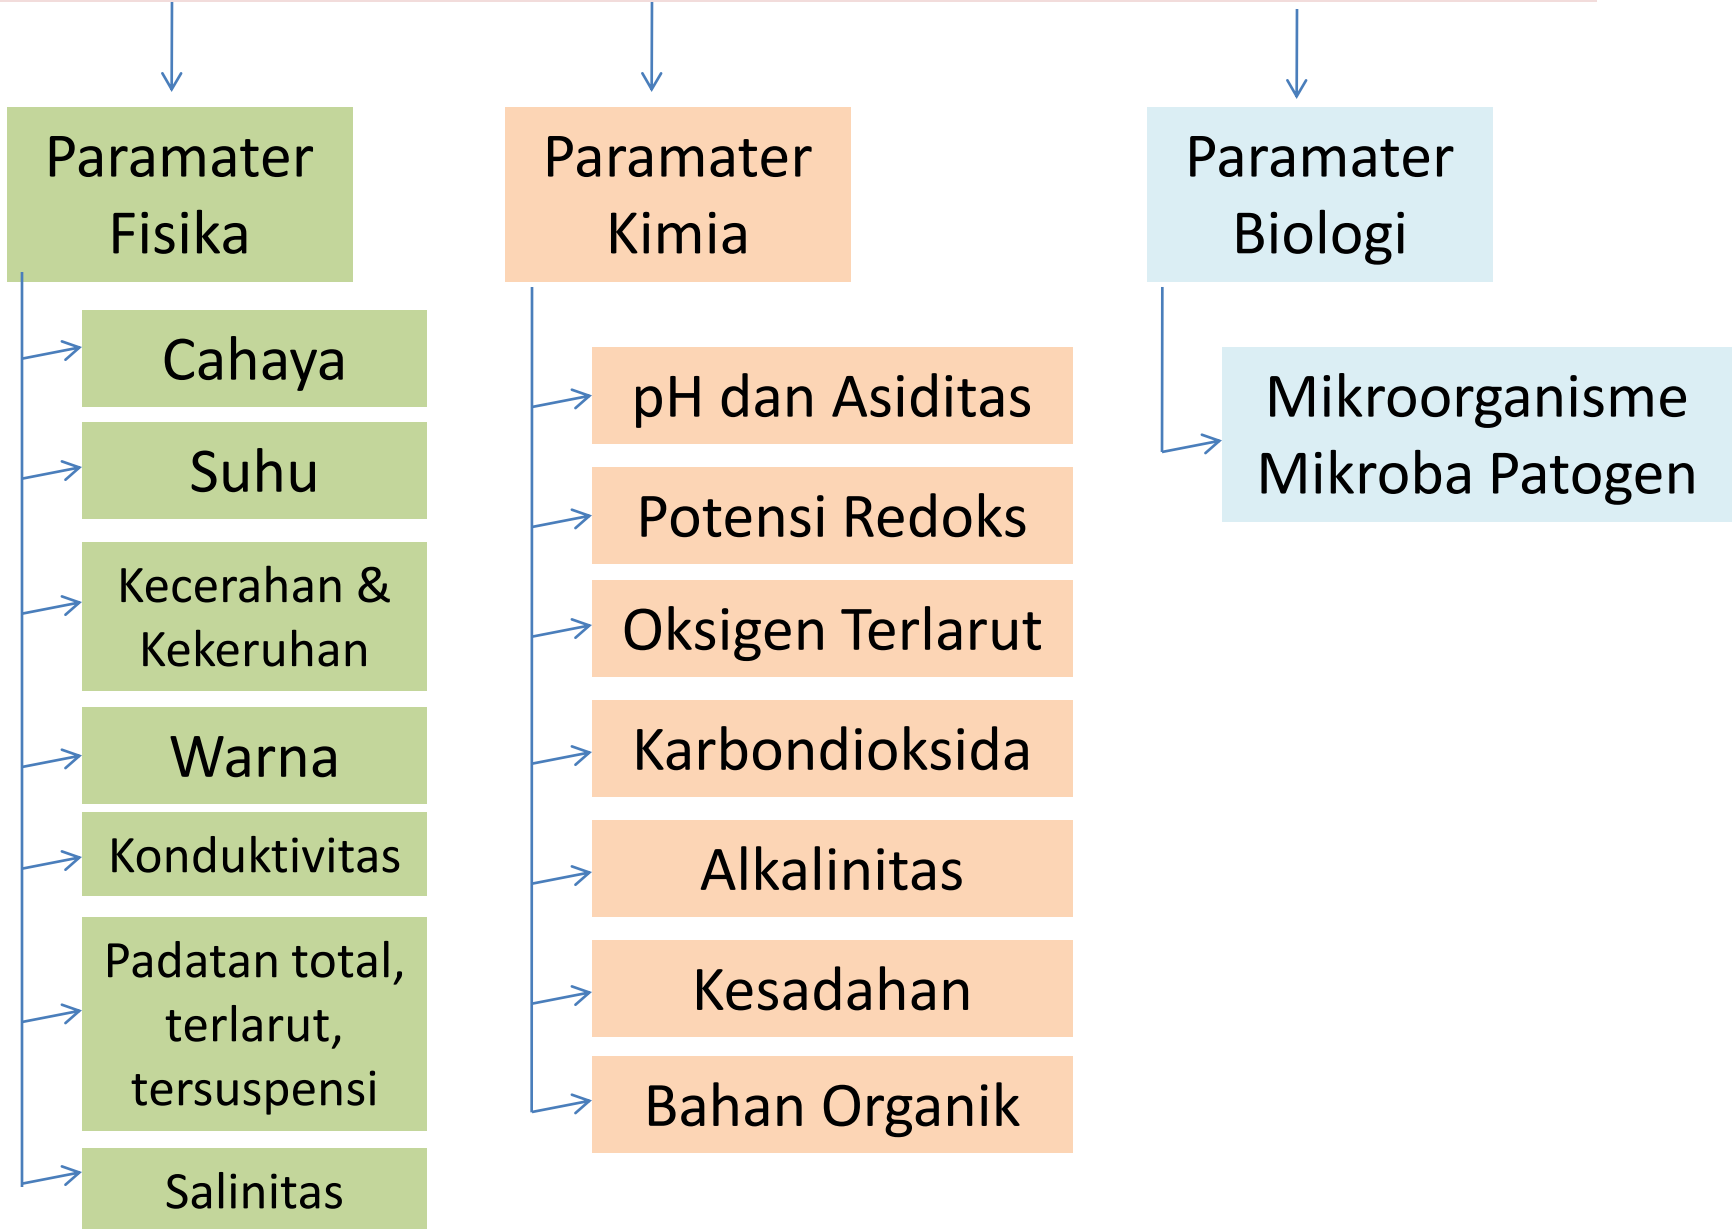 Paramater
Fisika
Cahaya
Suhu
Kecerahan &
Kekeruhan
Warna
Konduktivitas
Padatan total,
terlarut,
tersuspensi
Salinitas
Paramater
Kimia
pH dan Asiditas
Potensi Redoks
Oksigen Terlarut
Karbondioksida
Alkalinitas
Kesadahan
Bahan Organik
Paramater
Biologi
Mikroorganisme
Mikroba Patogen